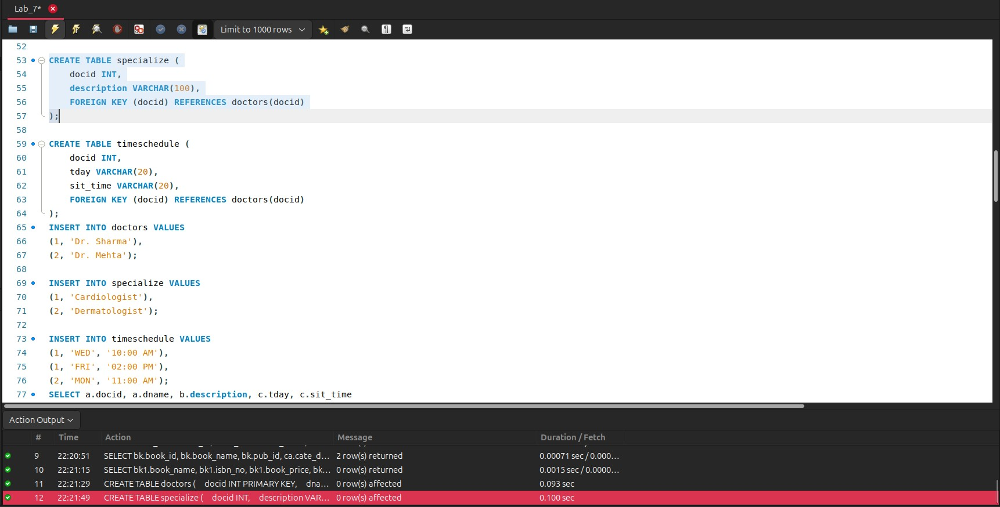 Lab_7*
Limit to 1000 rows
52
53 CREATE TABLE specialize (
54 docid INT,
55 description VARCHAR(100),
56 FOREIGN KEY (docid) REFERENCES doctors(docid)
57 );
58
59 CREATE TABLE timeschedule (
60 docid INT,
61 tday VARCHAR(20),
62 sit_time VARCHAR(20),
63 FOREIGN KEY (docid) REFERENCES doctors(docid)
64 );
65 INSERT INTO doctors VALUES
66 (1, 'Dr. Sharma'),
67 (2, 'Dr. Mehta');
68
69 INSERT INTO specialize VALUES
70 (1, 'Cardiologist'),
71 (2, 'Dermatologist');
72
73 INSERT INTO timeschedule VALUES
74 (1, 'WED', '10:00 AM'),
75 (1, 'FRI', '02:00 PM'),
76 (2, 'MON', '11:00 AM');
77 SELECT a.docid, a.dname, b.description, c.tday, c.sit_time
Action Output
# Time Action Message Duration / Fetch
9 22:20:51 SELECT bk.book_id, bk.book_name, bk.pub_id, ca.cate_d... 2 row(s) returned 0.00071 sec / 0.000...
10 22:21:15 SELECT bk1.book_name, bk1.isbn_no, bk1.book_price, bk... 0 row(s) returned 0.0015 sec / 0.0000...
11 22:21:29 CREATE TABLE doctors ( docid INT PRIMARY KEY, dna... 0 row(s) affected 0.093 sec
12 22:21:49 CREATE TABLE specialize ( docid INT, description VAR... 0 row(s) affected 0.100 sec